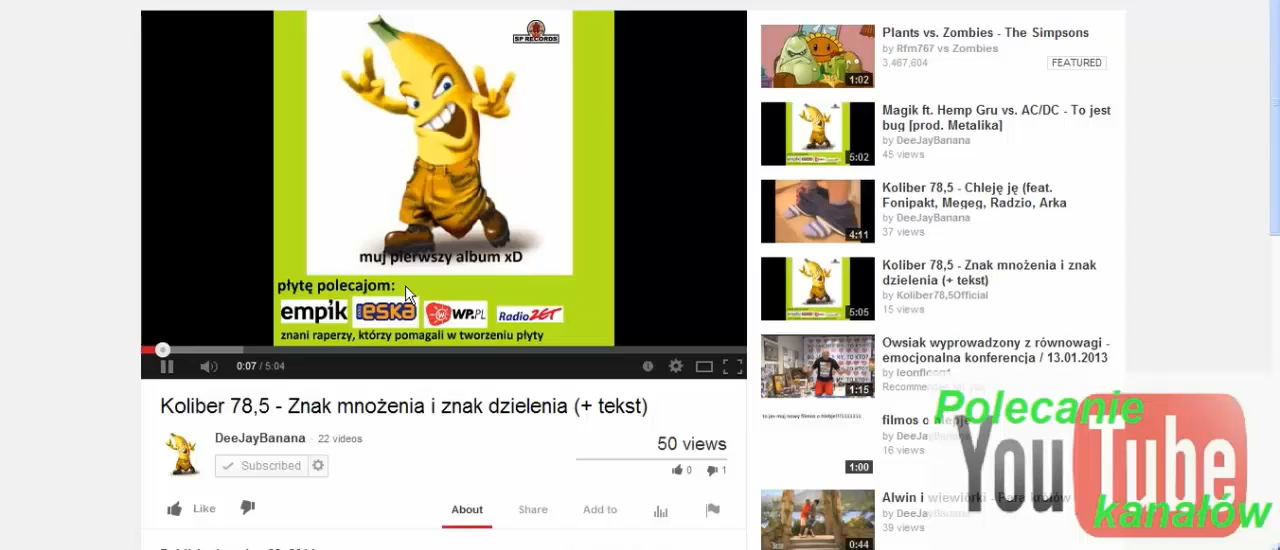 SP RECORDS
muj pierwszy album xD
płytę polecajom:
empik
eska
WP.PL
Radio ZET
znani raperzy, którzy pomagali w tworzeniu płyty
0:07 / 5:04
Koliber 78,5 - Znak mnożenia i znak dzielenia (+ tekst)
DeeJayBanana · 22 videos
Subscribed
50 views
0
1
Like
About
Share
Add to
Plants vs. Zombies - The Simpsons
by Rfm767 vs Zombies
3,467,604
FEATURED
1:02
Magik ft. Hemp Gru vs. AC/DC - To jest
bug [prod. Metalika]
by DeeJayBanana
45 views
5:02
Koliber 78,5 - Chleję ję (feat.
Fonipakt, Megeg, Radzio, Arka
by DeeJayBanana
37 views
4:11
Koliber 78,5 - Znak mnożenia i znak
dzielenia (+ tekst)
by Koliber78,5Official
15 views
5:05
Owsiak wyprowadzony z równowagi -
emocjonalna konferencja / 13.01.2013
by leonficon1
1:15
filmos o hlepje
by DeeJayBanana
16 views
1:00
Alwin i wiewiórki - Para królów
by DeeJayBanana
39 views
0:44
Polecanie
YouTube
kanałów